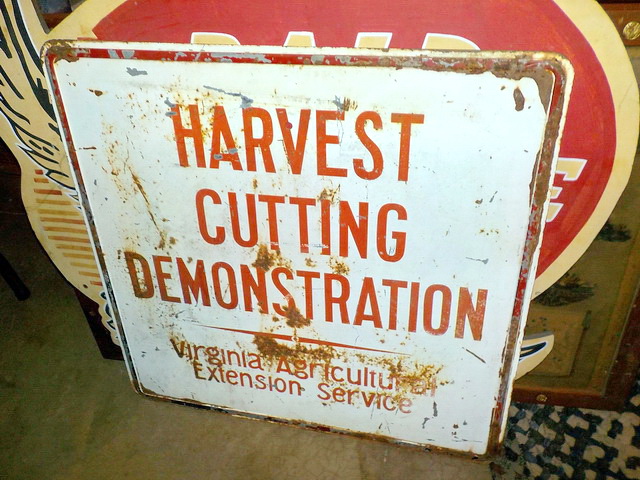 HARVEST
CUTTING
DEMONSTRATION
Virginia Agricultural
Extension Service